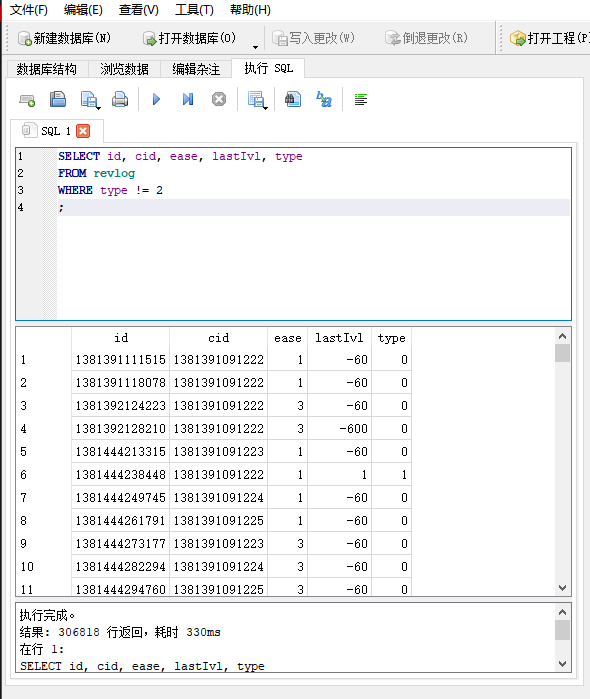 文件(F) 编辑(E) 查看(V) 工具(T) 帮助(H)
新建数据库(N) 打开数据库(O) 写入更改(W) 倒退更改(R) 打开工程(P
数据库结构 浏览数据 编辑杂注 执行 SQL
SQL 1
1 SELECT id, cid, ease, lastIvl, type
2 FROM revlog
3 WHERE type != 2
4 ;
id cid ease lastIvl type
1 1381391111515 1381391091222 1 -60 0
2 1381391118078 1381391091222 1 -60 0
3 1381392124223 1381391091222 3 -60 0
4 1381392128210 1381391091222 3 -600 0
5 1381444213315 1381391091223 1 -60 0
6 1381444238448 1381391091222 1 1 1
7 1381444249745 1381391091224 1 -60 0
8 1381444261791 1381391091225 1 -60 0
9 1381444273177 1381391091223 3 -60 0
10 1381444282294 1381391091224 3 -60 0
11 1381444294760 1381391091225 3 -60 0
执行完成。
结果: 306818 行返回，耗时 330ms
在行 1:
SELECT id, cid, ease, lastIvl, type